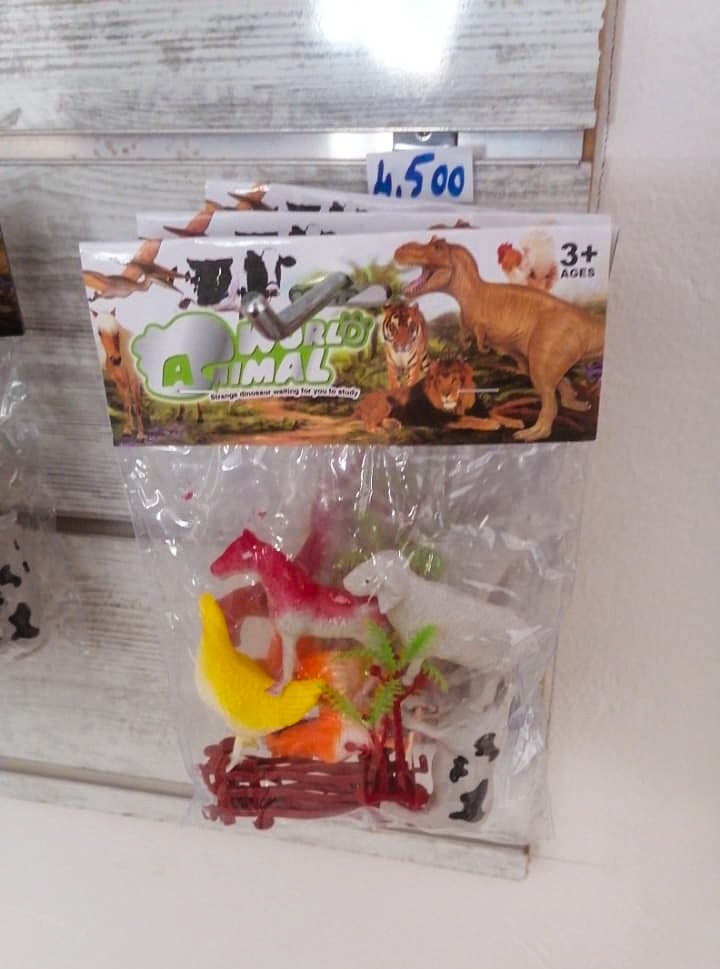 4.500
3+
AGES
WORLD
ANIMAL
Strange dinosaur waiting for you to study